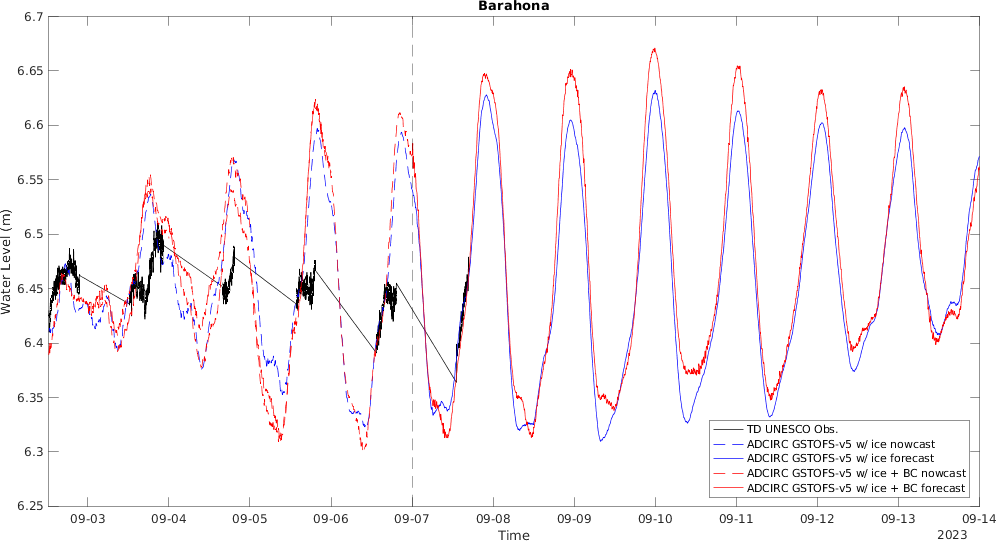 Barahona
6.7
6.65
6.6
6.55
6.5
6.45
6.4
6.35
6.3
6.25
Water Level (m)
09-03 09-04 09-05 09-06 09-07 09-08 09-09 09-10 09-11 09-12 09-13 09-14
Time
2023
TD UNESCO Obs.
ADCIRC GSTOFS-v5 w/ ice nowcast
ADCIRC GSTOFS-v5 w/ ice forecast
ADCIRC GSTOFS-v5 w/ ice + BC nowcast
ADCIRC GSTOFS-v5 w/ ice + BC forecast